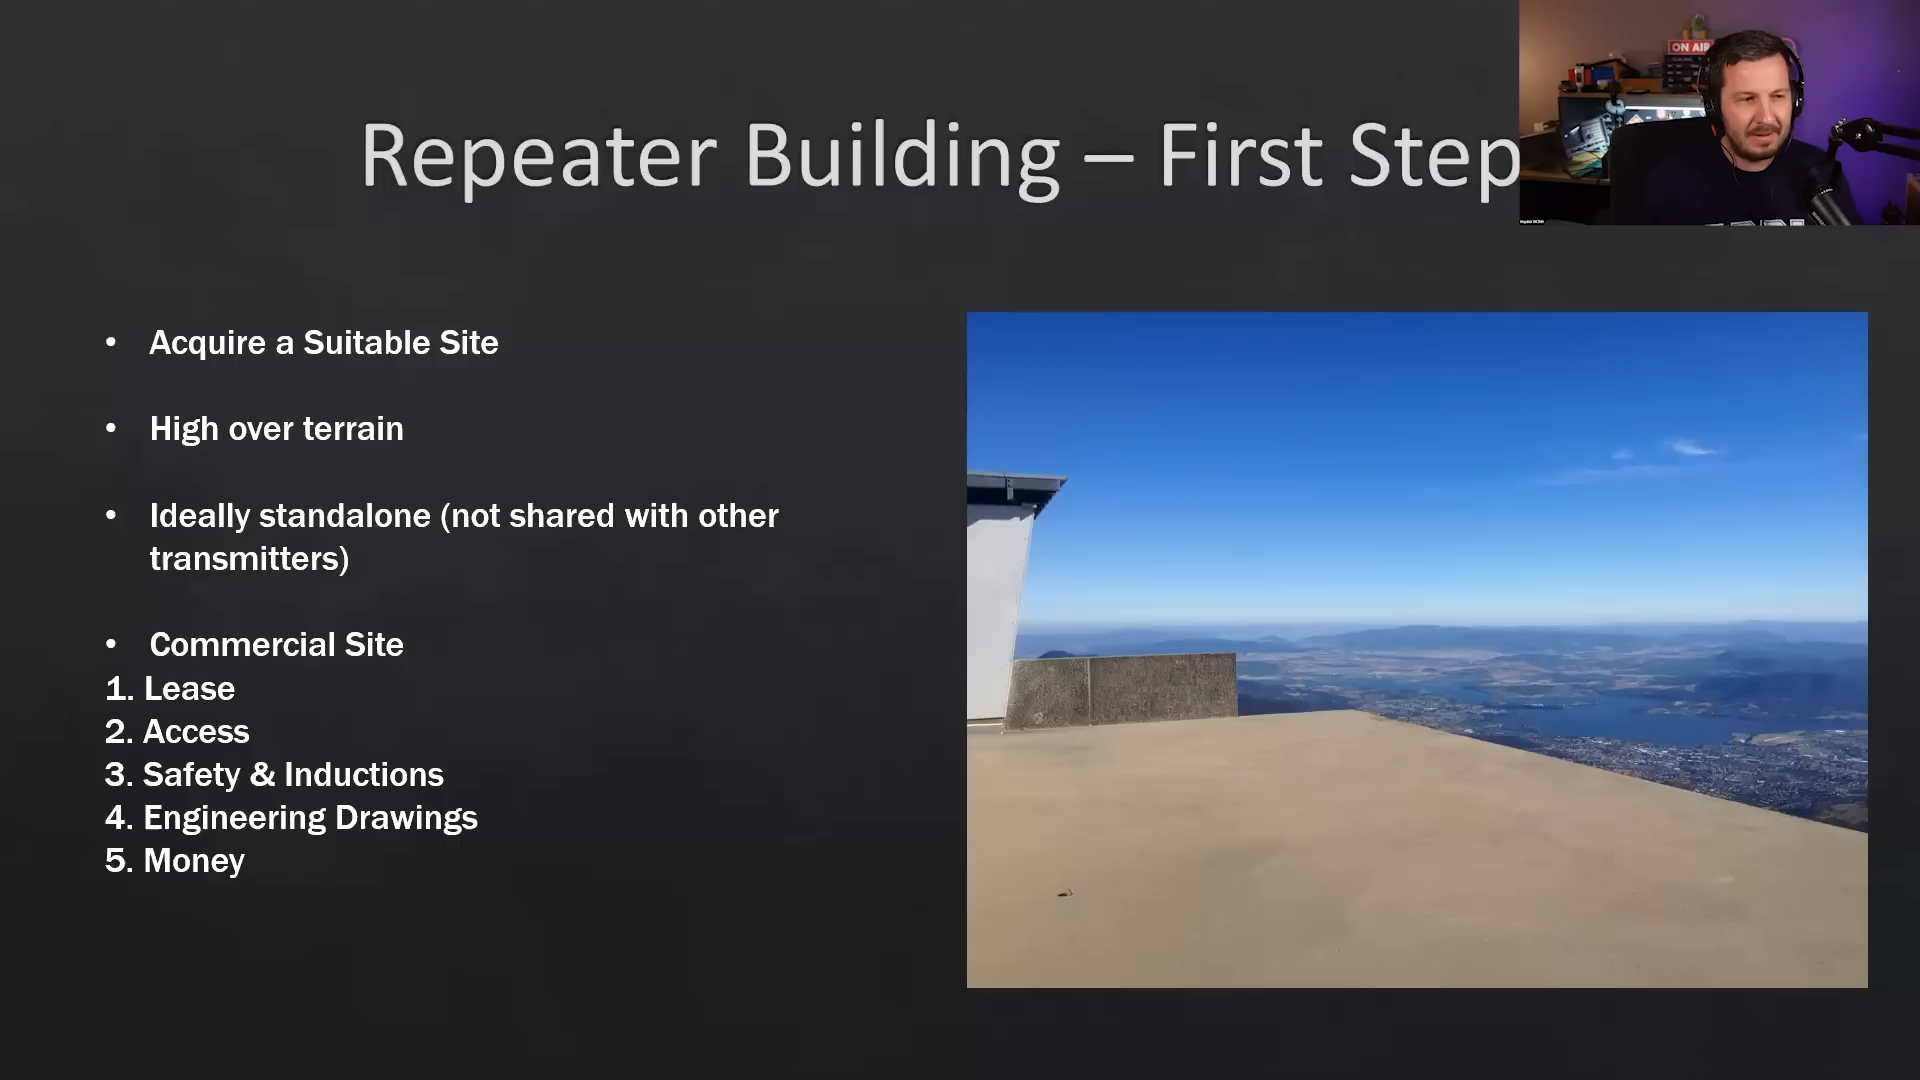 Repeater Building – First Step
ON AIR
• Acquire a Suitable Site
• High over terrain
• Ideally standalone (not shared with other
transmitters)
• Commercial Site
1. Lease
2. Access
3. Safety & Inductions
4. Engineering Drawings
5. Money